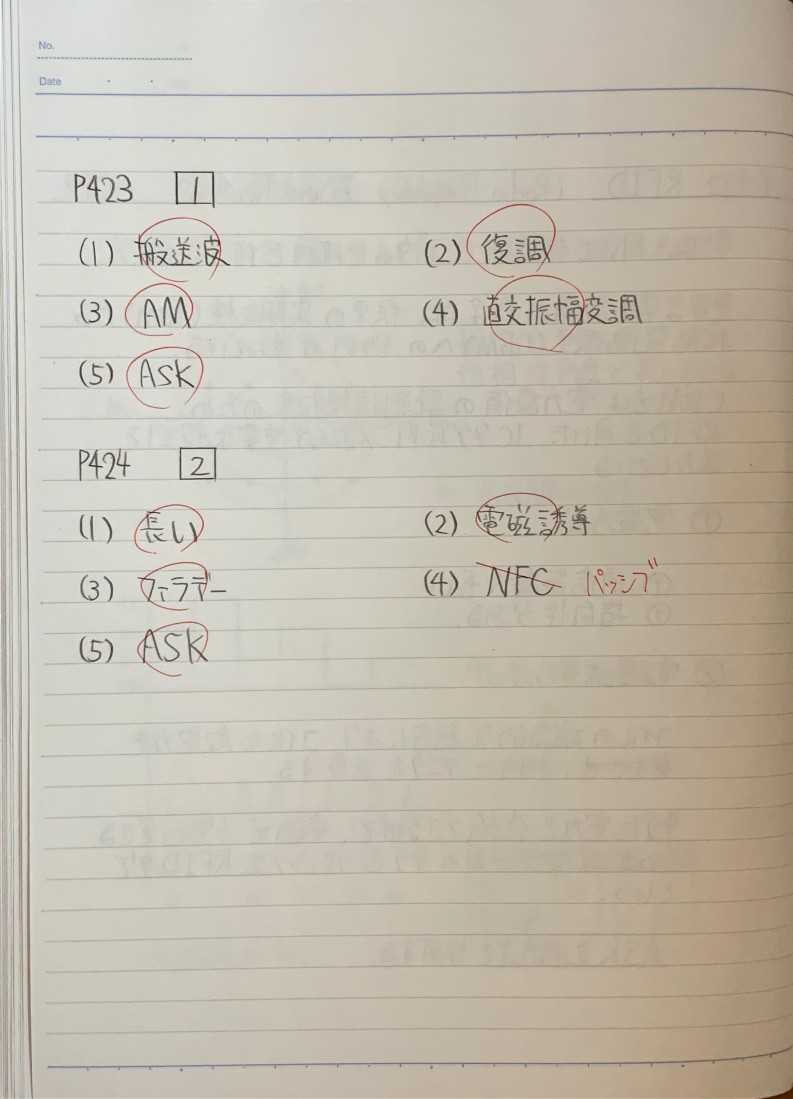 No.
Date
P423 1
(1) 搬送波 (2) 復調
(3) AM (4) 直交振幅変調
(5) ASK
P424 2
(1) 長い (2) 電磁誘導
(3) ファラデー (4) NFC パッシブ
(5) ASK